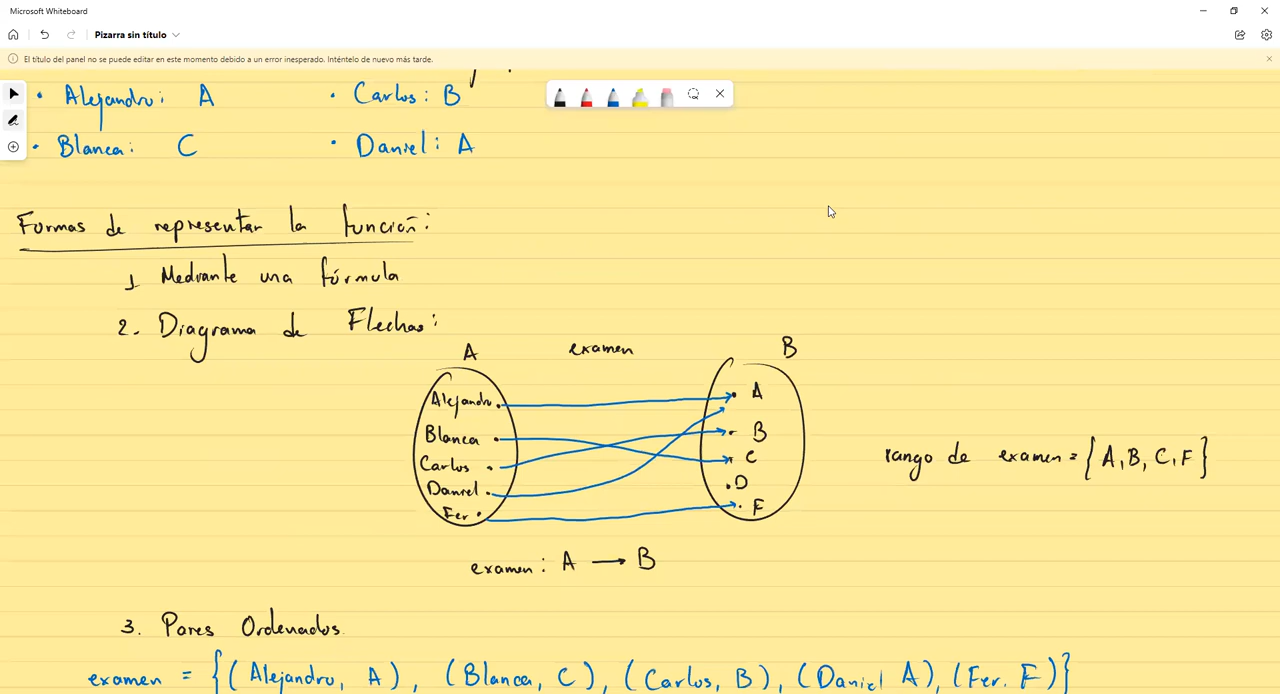 Microsoft Whiteboard
Pizarra sin título
El título del panel no se puede editar en este momento debido a un error inesperado. Inténtelo de nuevo más tarde.
• Alejandro: A • Carlos: B
• Blanca: C • Daniel: A
Formas de representar la función:
1 Mediante una fórmula
2. Diagrama de Flechas:
A examen B
Alejandro A
Blanca B
Carlos C
Daniel D
Fer F
rango de examen = {A, B, C, F}
examen: A → B
3. Pares Ordenados.
examen = {(Alejandro, A), (Blanca, C), (Carlos, B), (Daniel A), (Fer. F)}